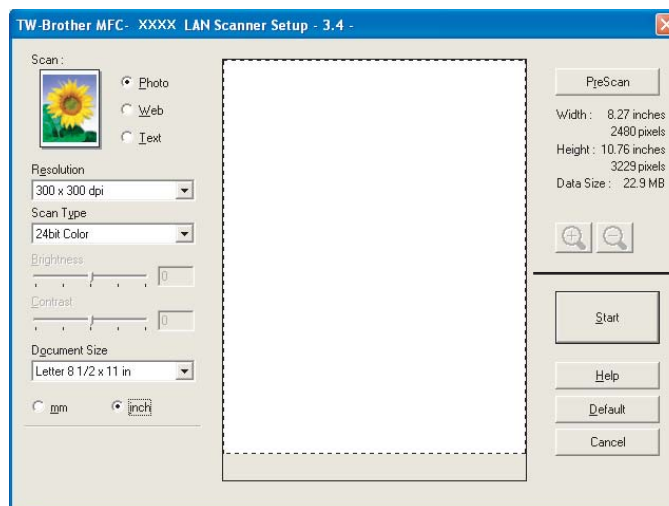 TW-Brother MFC- XXXX LAN Scanner Setup - 3.4 -
Scan :
Photo
Web
Text
Resolution
300 x 300 dpi
Scan Type
24bit Color
Brightness
0
Contrast
0
Document Size
Letter 8 1/2 x 11 in
mm
inch
PreScan
Width : 8.27 inches
2480 pixels
Height : 10.76 inches
3229 pixels
Data Size : 22.9 MB
Start
Help
Default
Cancel